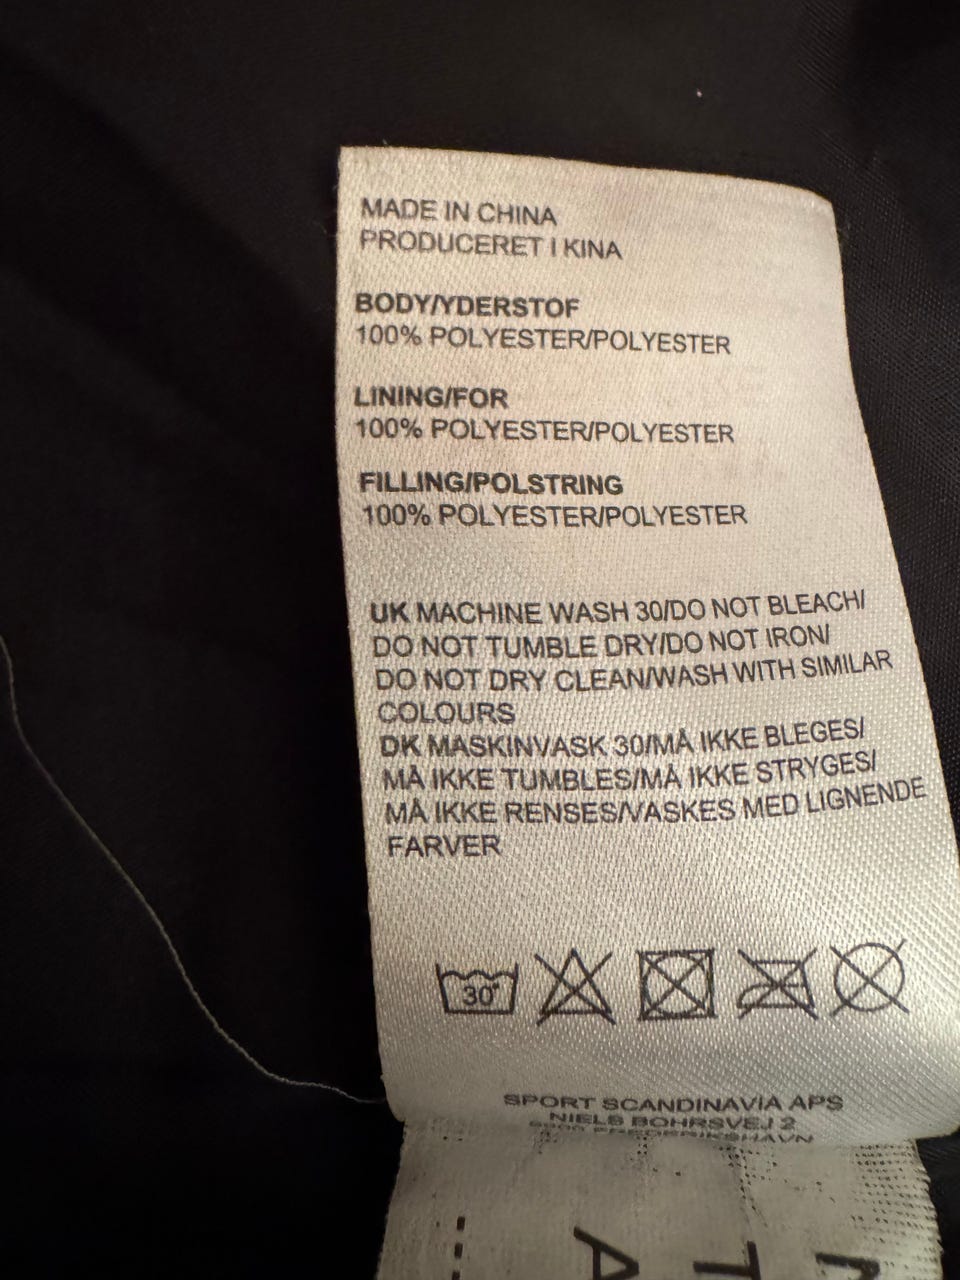 MADE IN CHINA
PRODUCERET I KINA
BODY/YDERSTOF
100% POLYESTER/POLYESTER
LINING/FOR
100% POLYESTER/POLYESTER
FILLING/POLSTRING
100% POLYESTER/POLYESTER
UK MACHINE WASH 30/DO NOT BLEACH/
DO NOT TUMBLE DRY/DO NOT IRON/
DO NOT DRY CLEAN/WASH WITH SIMILAR
COLOURS
DK MASKINVASK 30/MÅ IKKE BLEGES/
MÅ IKKE TUMBLES/MÅ IKKE STRYGES/
MÅ IKKE RENSES/VASKES MED LIGNENDE
FARVER
30°
SPORT SCANDINAVIA APS
NIELS BOHRSVEJ 2
FREDERIKSHAVN